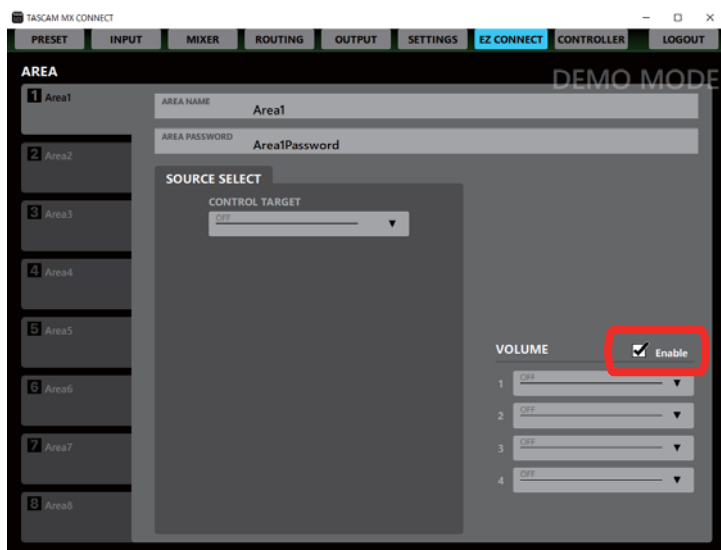 TASCAM MX CONNECT
PRESET INPUT MIXER ROUTING OUTPUT SETTINGS EZ CONNECT CONTROLLER LOGOUT
AREA
DEMO MODE
1 Area1
AREA NAME
Area1
AREA PASSWORD
Area1Password
2 Area2
SOURCE SELECT
CONTROL TARGET
OFF
3 Area3
4 Area4
5 Area5
VOLUME Enable
1 OFF
6 Area6
2 OFF
7 Area7
3 OFF
4 OFF
8 Area8